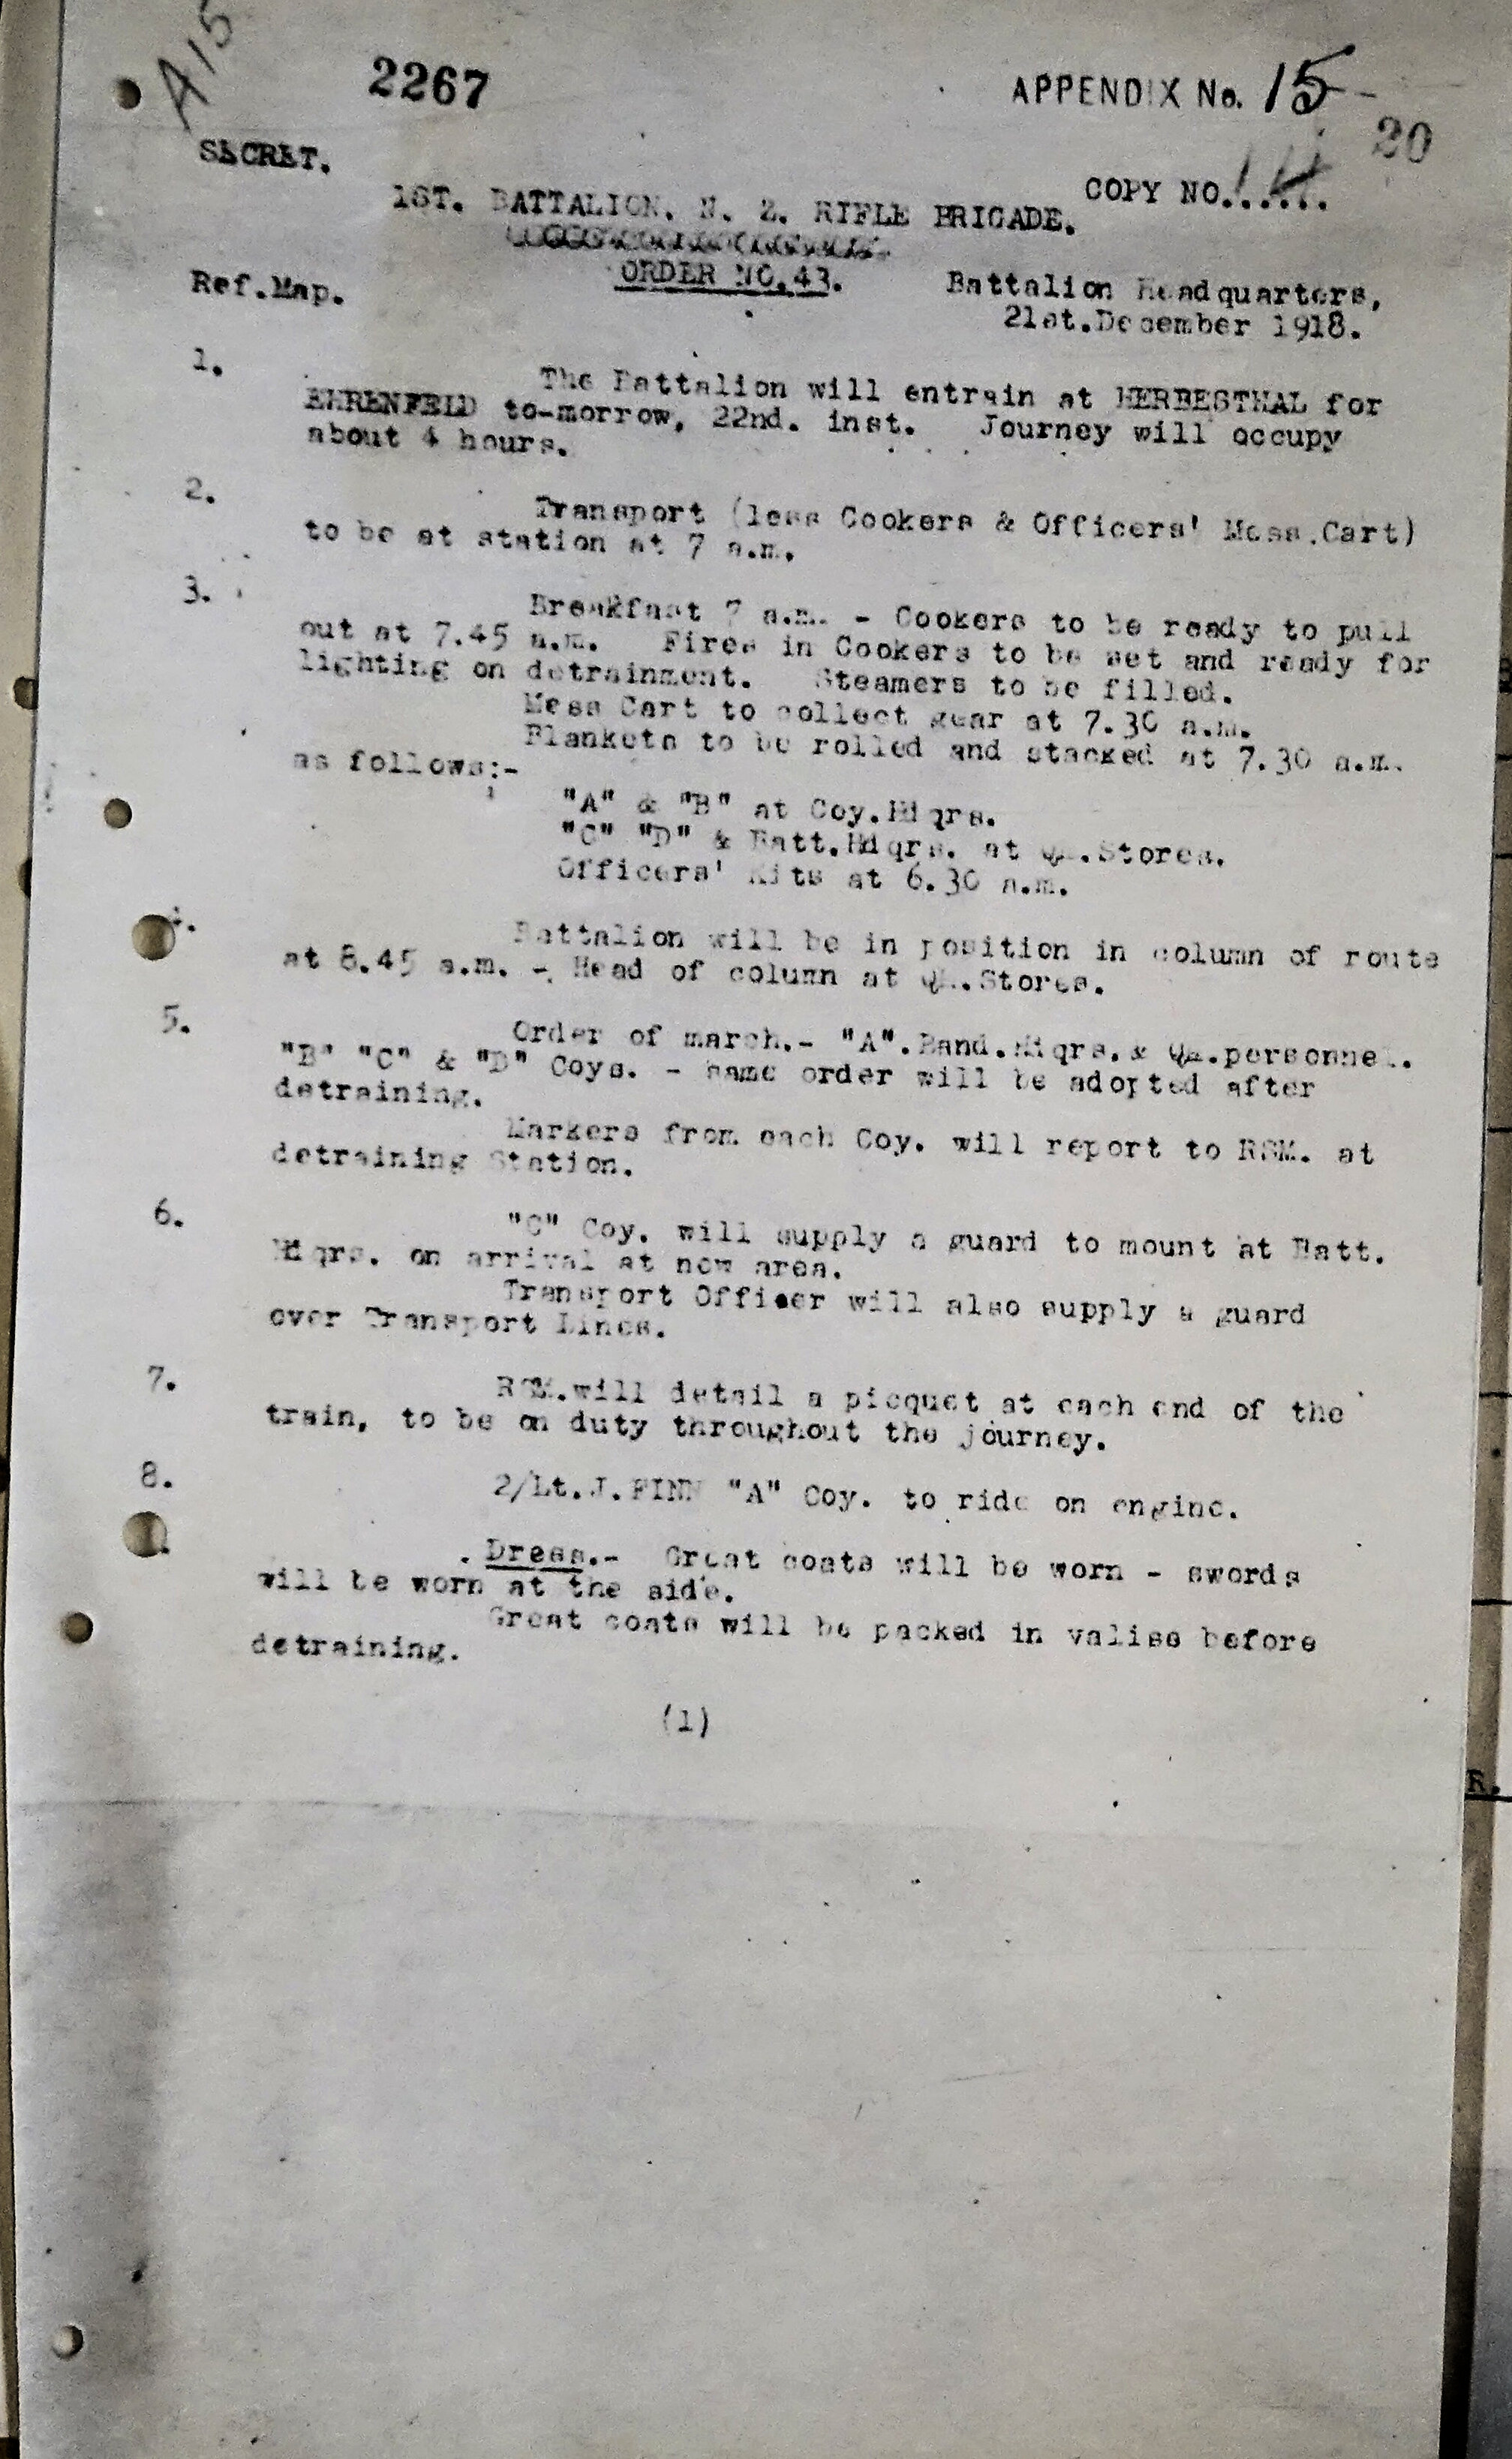 A15
2267
APPENDIX No. 15
20
SECRET.
COPY NO. 14
1ST. BATTALION. N. Z. RIFLE BRIGADE.
ORDER NO.43.
Ref.Map.
Battalion Headquarters,
21st.December 1918.
1.
The Battalion will entrain at HERBESTHAL for
EHRENFELD to-morrow, 22nd. inst. Journey will occupy
about 4 hours.
2.
Transport (less Cookers & Officers' Mess.Cart)
to be at station at 7 a.m.
3.
Breakfast 7 a.m. - Cookers to be ready to pull
out at 7.45 a.m. Fires in Cookers to be set and ready for
lighting on detrainment. Steamers to be filled.
Mess Cart to collect gear at 7.30 a.m.
Blankets to be rolled and stacked at 7.30 a.m.
as follows:-
"A" & "B" at Coy.Hdqrs.
"C" "D" & Batt.Hdqrs. at QM.Stores.
Officers' Kits at 6.30 a.m.
4.
Battalion will be in position in column of route
at 8.45 a.m. - Head of column at QM.Stores.
5.
Order of march.- "A".Band.Hdqrs.& QM.personnel.
"B" "C" & "D" Coys. - same order will be adopted after
detraining.
Markers from each Coy. will report to RSM. at
detraining Station.
6.
"C" Coy. will supply a guard to mount at Batt.
Hdqrs. on arrival at new area.
Transport Officer will also supply a guard
over Transport Lines.
7.
RSM.will detail a picquet at each end of the
train, to be on duty throughout the journey.
8.
2/Lt.J.FINN "A" Coy. to ride on engine.
Dress.- Great coats will be worn - swords
will be worn at the side.
Great coats will be packed in valise before
detraining.
(1)
R.